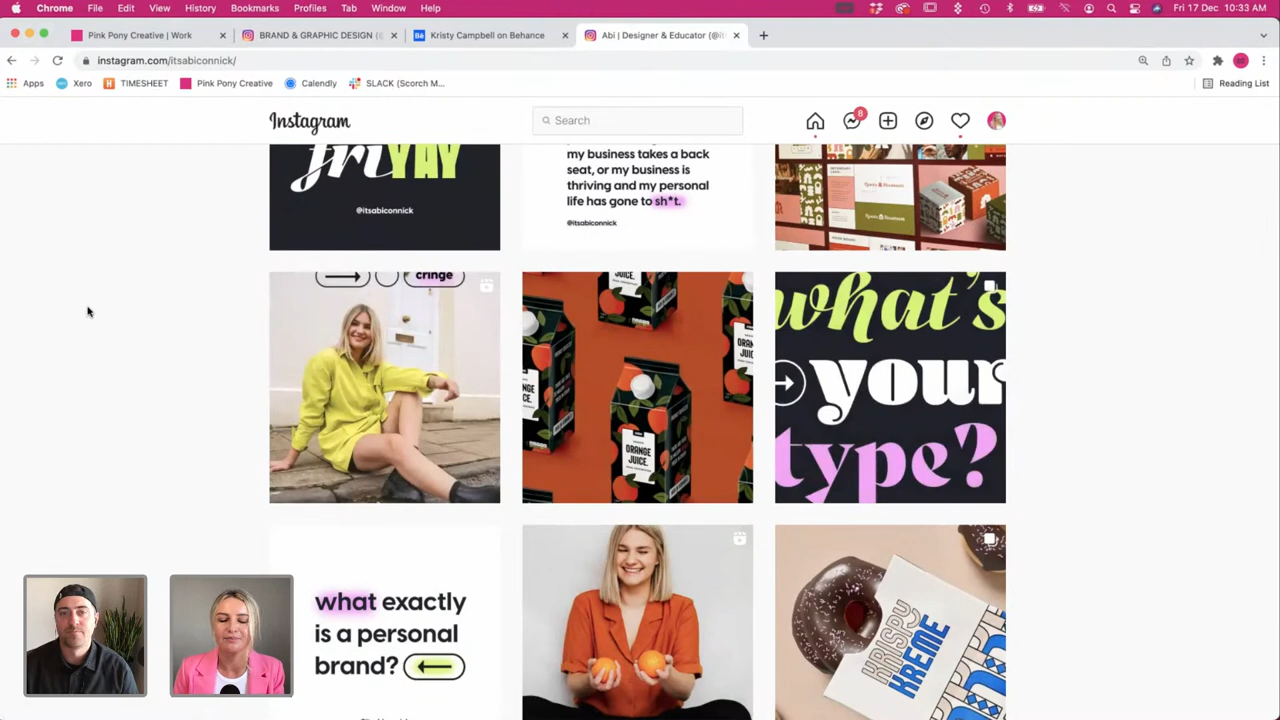 Chrome File Edit View History Bookmarks Profiles Tab Window Help Fri 17 Dec 10:33 AM
Pink Pony Creative | Work BRAND & GRAPHIC DESIGN (@ Kristy Campbell on Behance Abi | Designer & Educator (@its
instagram.com/itsabiconnick/
Apps Xero TIMESHEET Pink Pony Creative Calendly SLACK (Scorch M... Reading List
Instagram Search 8
friYAY
@itsabiconnick
my business takes a back
seat, or my business is
thriving and my personal
life has gone to sh*t.
@itsabiconnick
cringe
ORANGE
JUICE.
what's
your
type?
what exactly
is a personal
brand?
KRISPY
KREME